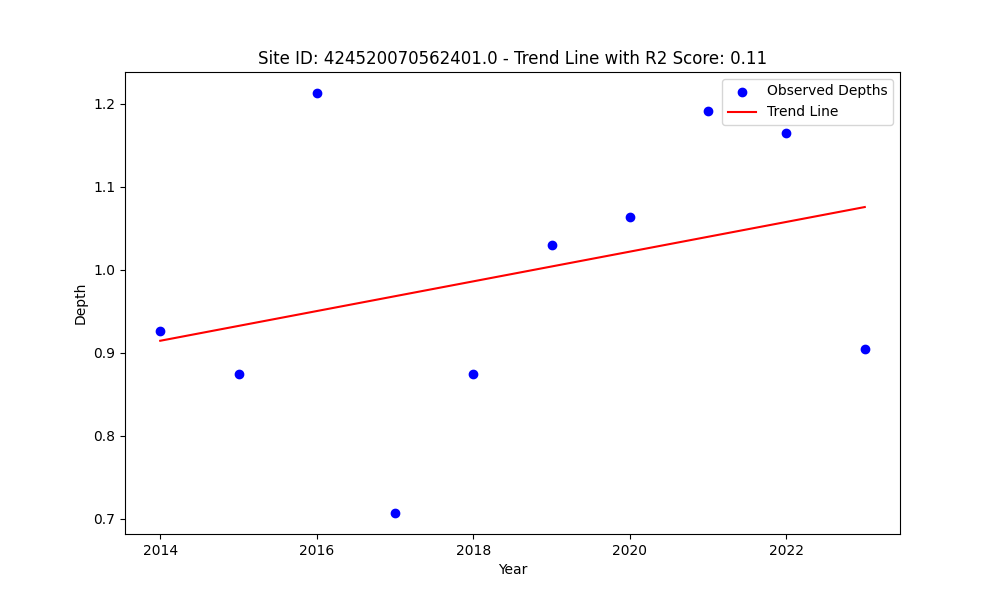 Site ID: 424520070562401.0 - Trend Line with R2 Score: 0.11
Observed Depths
Trend Line
1.2
1.1
1.0
0.9
0.8
0.7
Depth
2014
2016
2018
2020
2022
Year